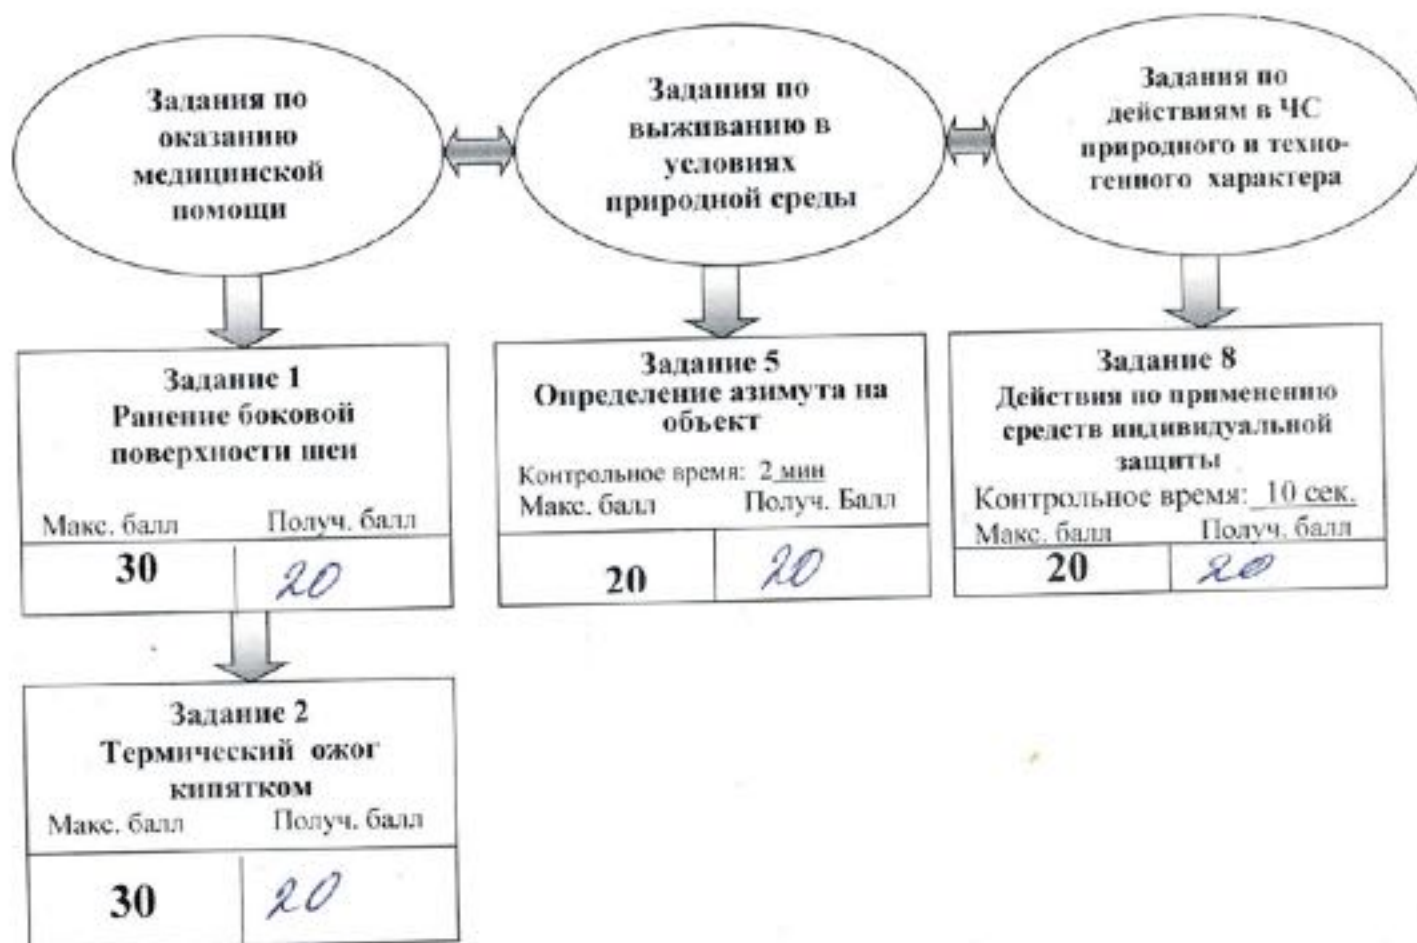 Задания по
оказанию
медицинской
помощи
Задания по
выживанию в
условиях
природной среды
Задания по
действиям в ЧС
природного и техно-
генного характера
Задание 1
Ранение боковой
поверхности шеи
Макс. балл Получ. балл
30 20
Задание 5
Определение азимута на
объект
Контрольное время: 2 мин
Макс. балл Получ. Балл
20 20
Задание 8
Действия по применению
средств индивидуальной
защиты
Контрольное время: 10 сек.
Макс. балл Получ. балл
20 20
Задание 2
Термический ожог
кипятком
Макс. балл Получ. балл
30 20